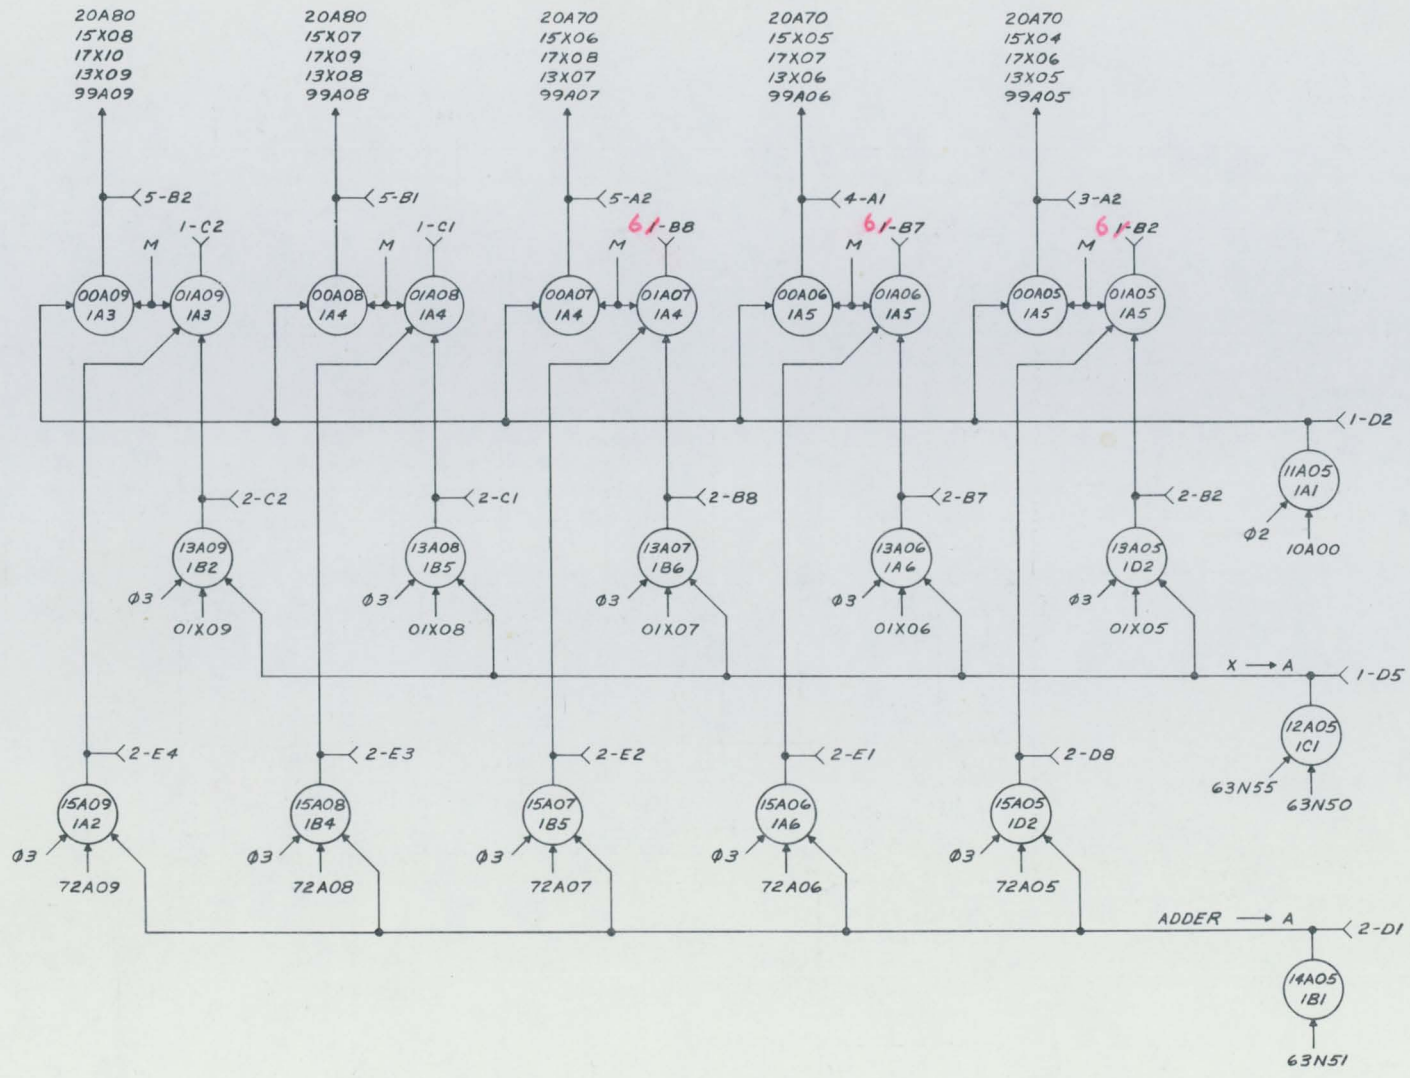 20A80 20A80 20A70 20A70 20A70
15X08 15X07 15X06 15X05 15X04
17X10 17X09 17X08 17X07 17X06
13X09 13X08 13X07 13X06 13X05
99A09 99A08 99A07 99A06 99A05
5-B2 5-B1 5-A2 4-A1 3-A2
1-C2 1-C1 6/1-B8 6/1-B7 6/1-B2
M M M M M
00A09 01A09 00A08 01A08 00A07 01A07 00A06 01A06 00A05 01A05
1A3 1A3 1A4 1A4 1A4 1A4 1A5 1A5 1A5 1A5
1-D2
11A05
1A1
Ø2
10A00
2-C2 2-C1 2-B8 2-B7 2-B2
13A09 13A08 13A07 13A06 13A05
1B2 1B5 1B6 1A6 1D2
Ø3 Ø3 Ø3 Ø3 Ø3
01X09 01X08 01X07 01X06 01X05
X → A 1-D5
12A05
1C1
63N55
63N50
2-E4 2-E3 2-E2 2-E1 2-D8
15A09 15A08 15A07 15A06 15A05
1A2 1B4 1B5 1A6 1D2
Ø3 Ø3 Ø3 Ø3 Ø3
72A09 72A08 72A07 72A06 72A05
ADDER → A 2-D1
14A05
1B1
63N51